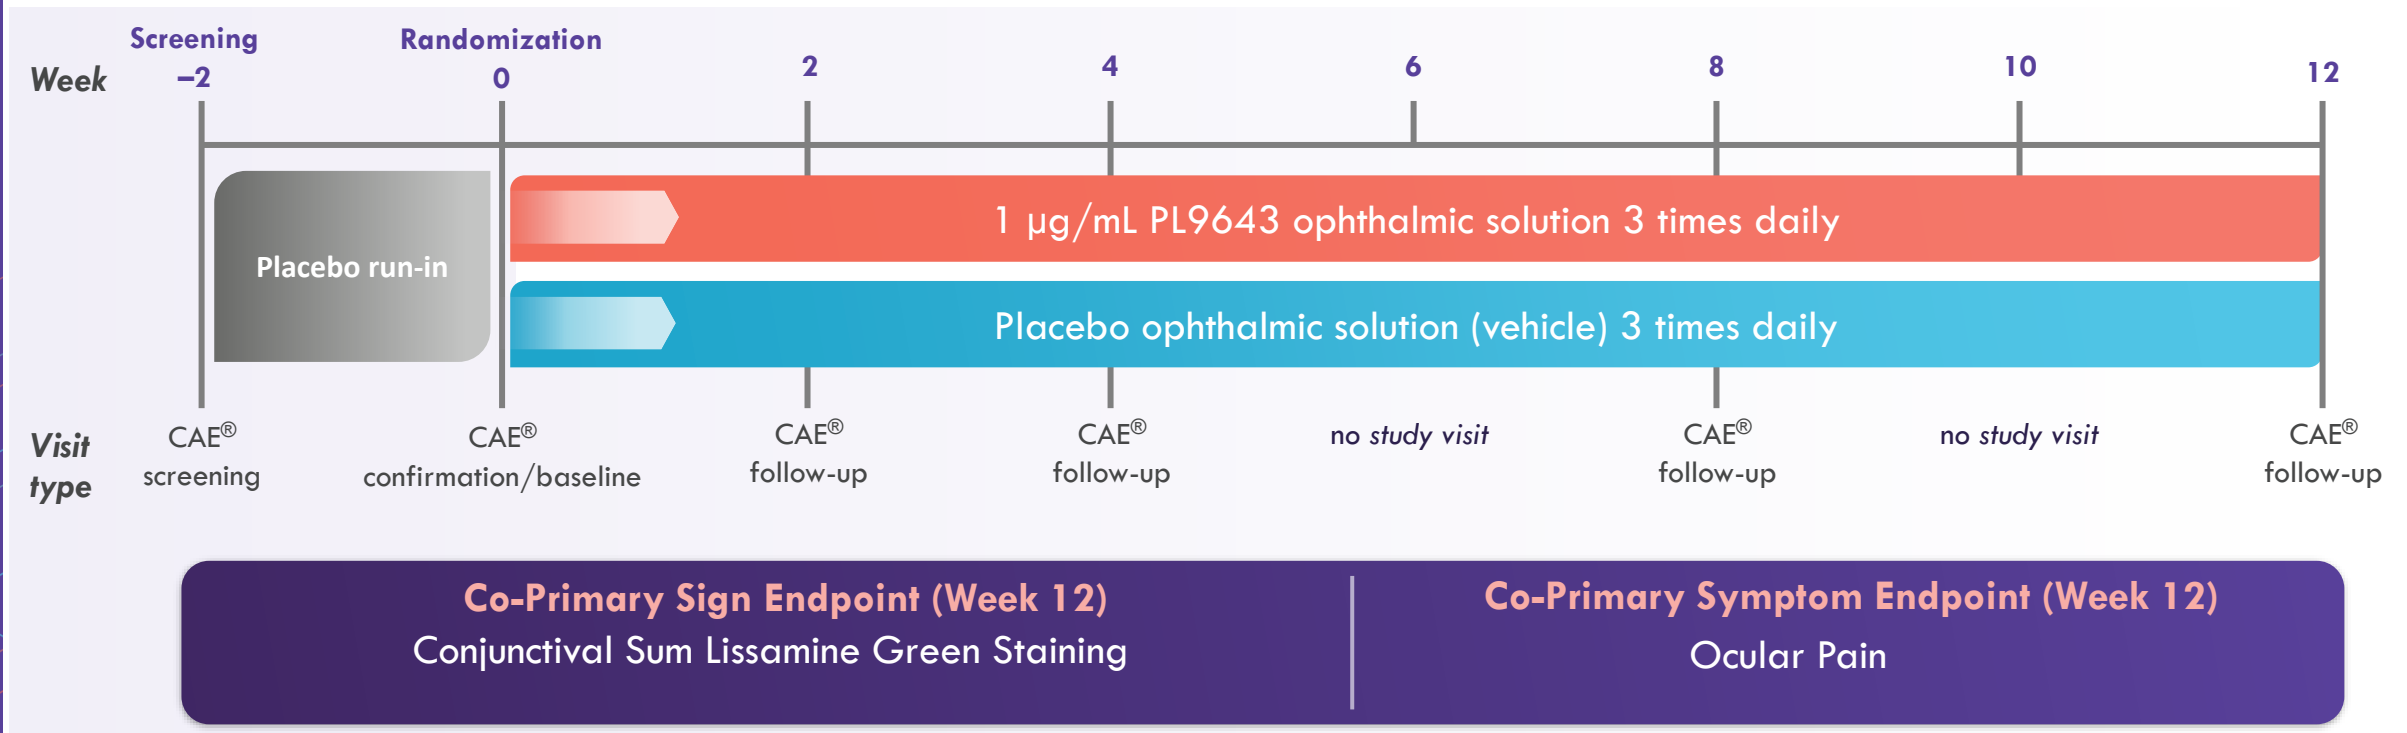 Screening
Randomization
Week
–2
0
2
4
6
8
10
12
1 µg/mL PL9643 ophthalmic solution 3 times daily
Placebo run-in
Placebo ophthalmic solution (vehicle) 3 times daily
Visit
type
CAE®
screening
CAE®
confirmation/baseline
CAE®
follow-up
CAE®
follow-up
no study visit
CAE®
follow-up
no study visit
CAE®
follow-up
Co-Primary Sign Endpoint (Week 12)
Conjunctival Sum Lissamine Green Staining
Co-Primary Symptom Endpoint (Week 12)
Ocular Pain